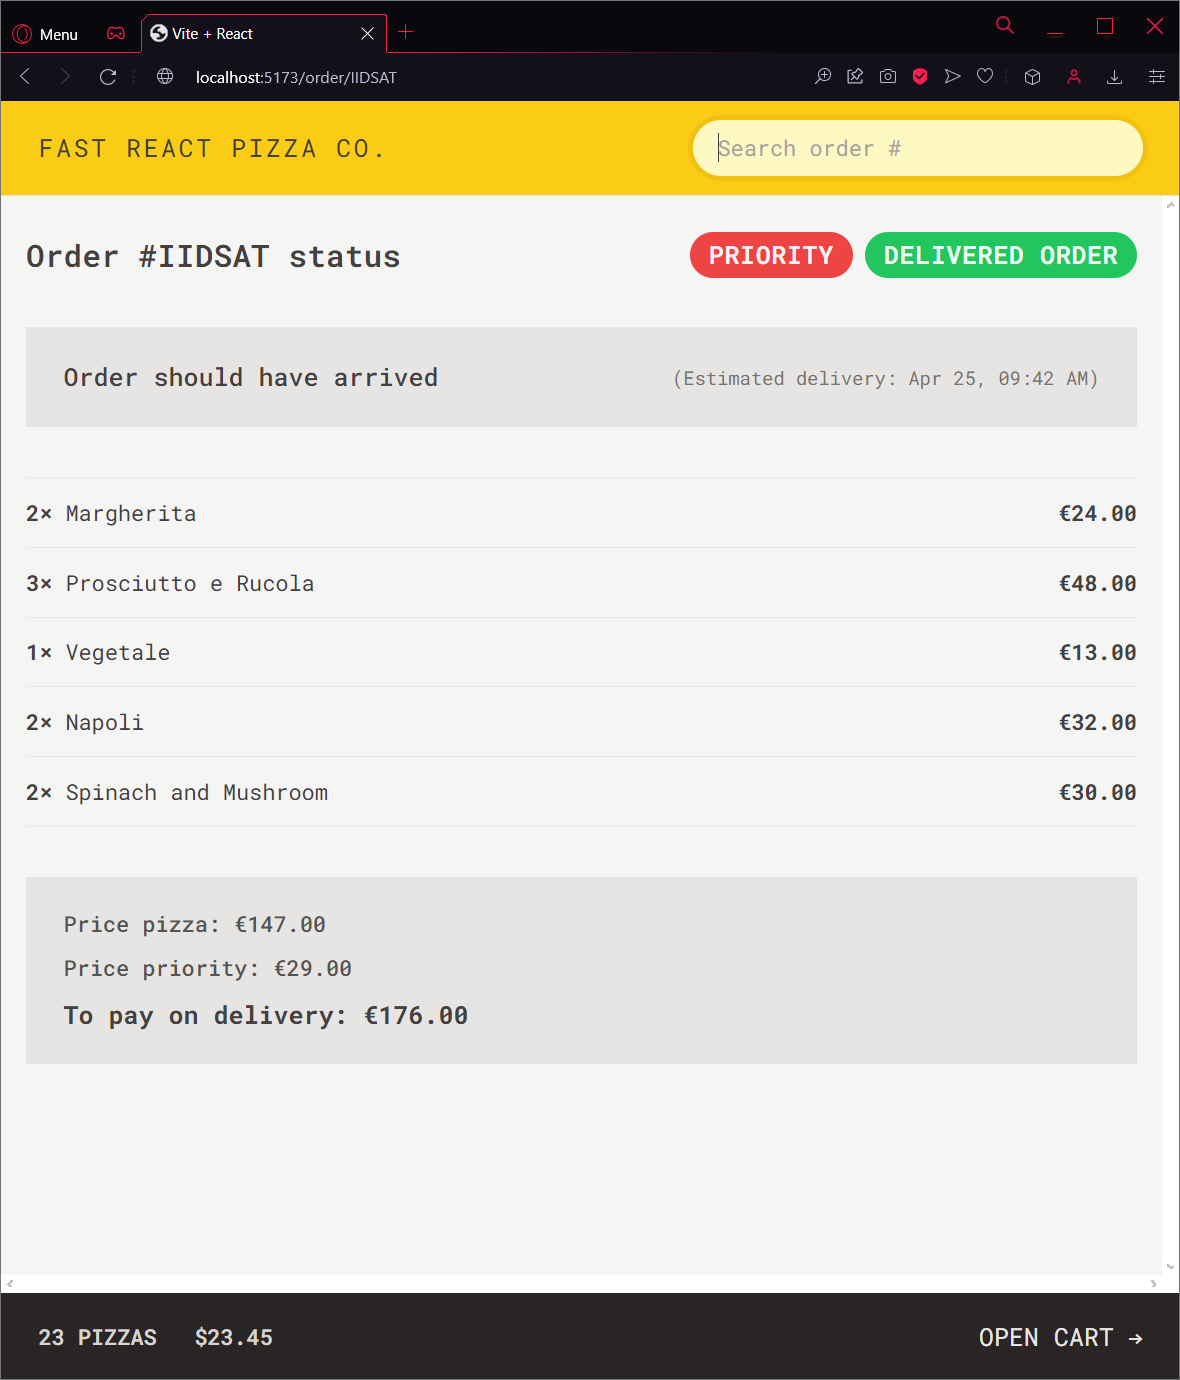 Menu
Vite + React
localhost:5173/order/IIDSAT
FAST REACT PIZZA CO.
Search order #
Order #IIDSAT status
PRIORITY
DELIVERED ORDER
Order should have arrived
(Estimated delivery: Apr 25, 09:42 AM)
2× Margherita €24.00
3× Prosciutto e Rucola €48.00
1× Vegetale €13.00
2× Napoli €32.00
2× Spinach and Mushroom €30.00
Price pizza: €147.00
Price priority: €29.00
To pay on delivery: €176.00
23 PIZZAS $23.45
OPEN CART →